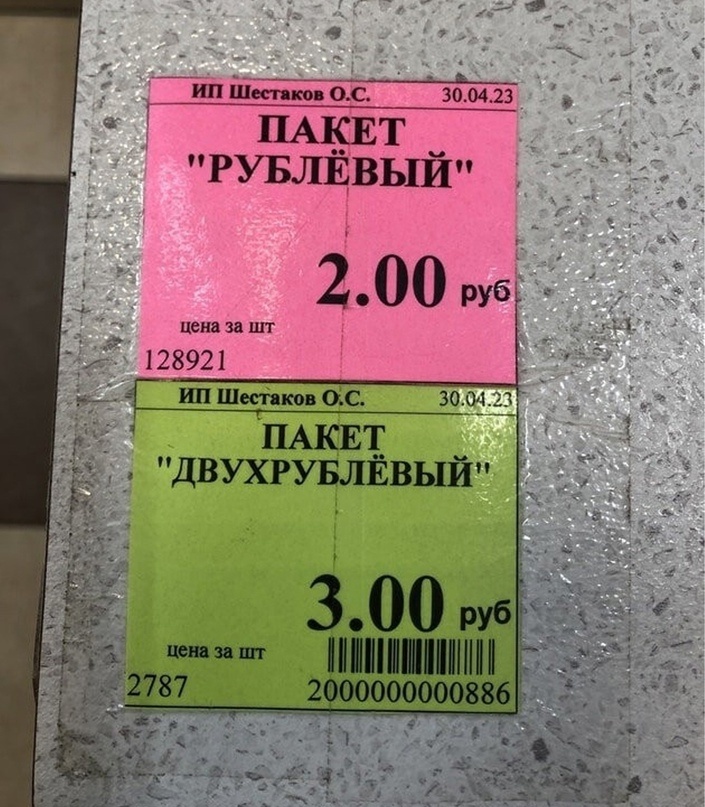 ИП Шестаков О.С. 30.04.23
ПАКЕТ
"РУБЛЁВЫЙ"
2.00 руб
цена за шт
128921
ИП Шестаков О.С. 30.04.23
ПАКЕТ
"ДВУХРУБЛЁВЫЙ"
3.00 руб
цена за шт
2787 2000000000886